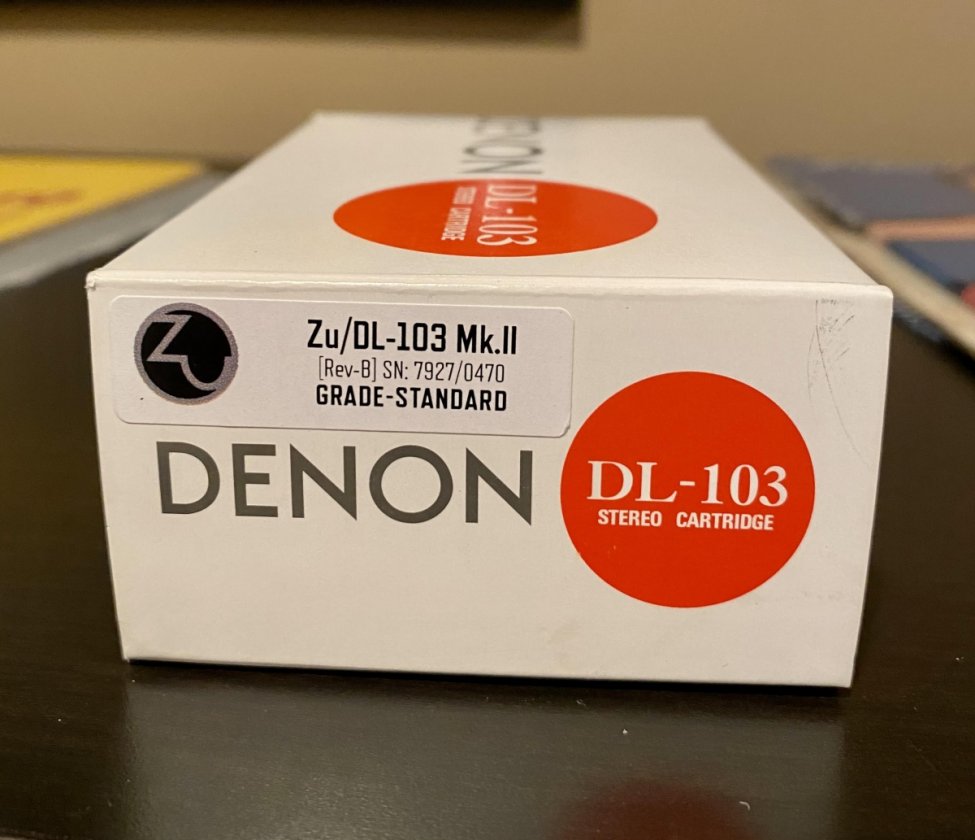 DENON
DL-103
STEREO CARTRIDGE
Zu
Zu/DL-103 Mk.II
[Rev-B] SN: 7927/0470
GRADE-STANDARD
DENON
DL-103
STEREO CARTRIDGE